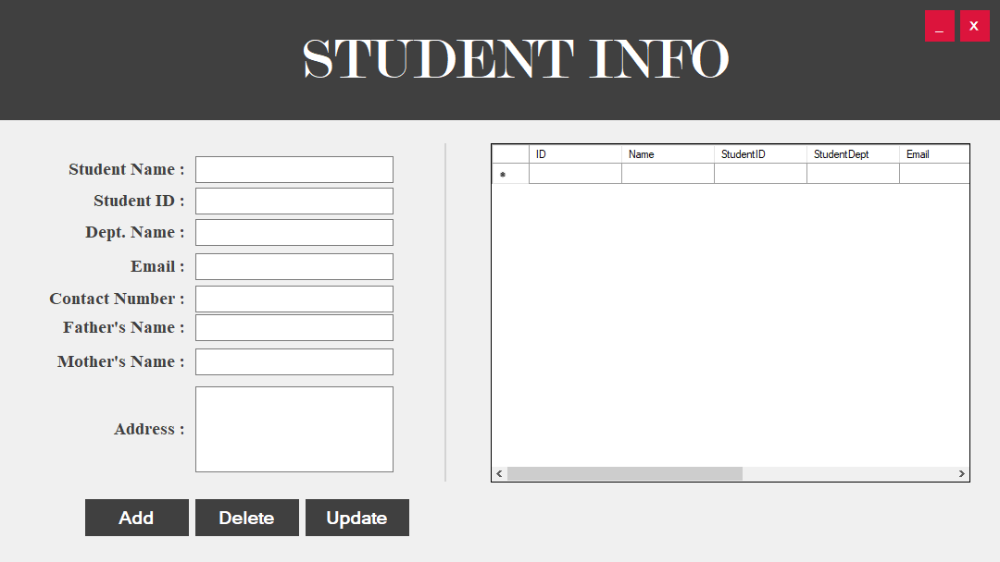 _ X
STUDENT INFO
Student Name :
Student ID :
Dept. Name :
Email :
Contact Number :
Father's Name :
Mother's Name :
Address :
Add Delete Update
ID Name StudentID StudentDept Email